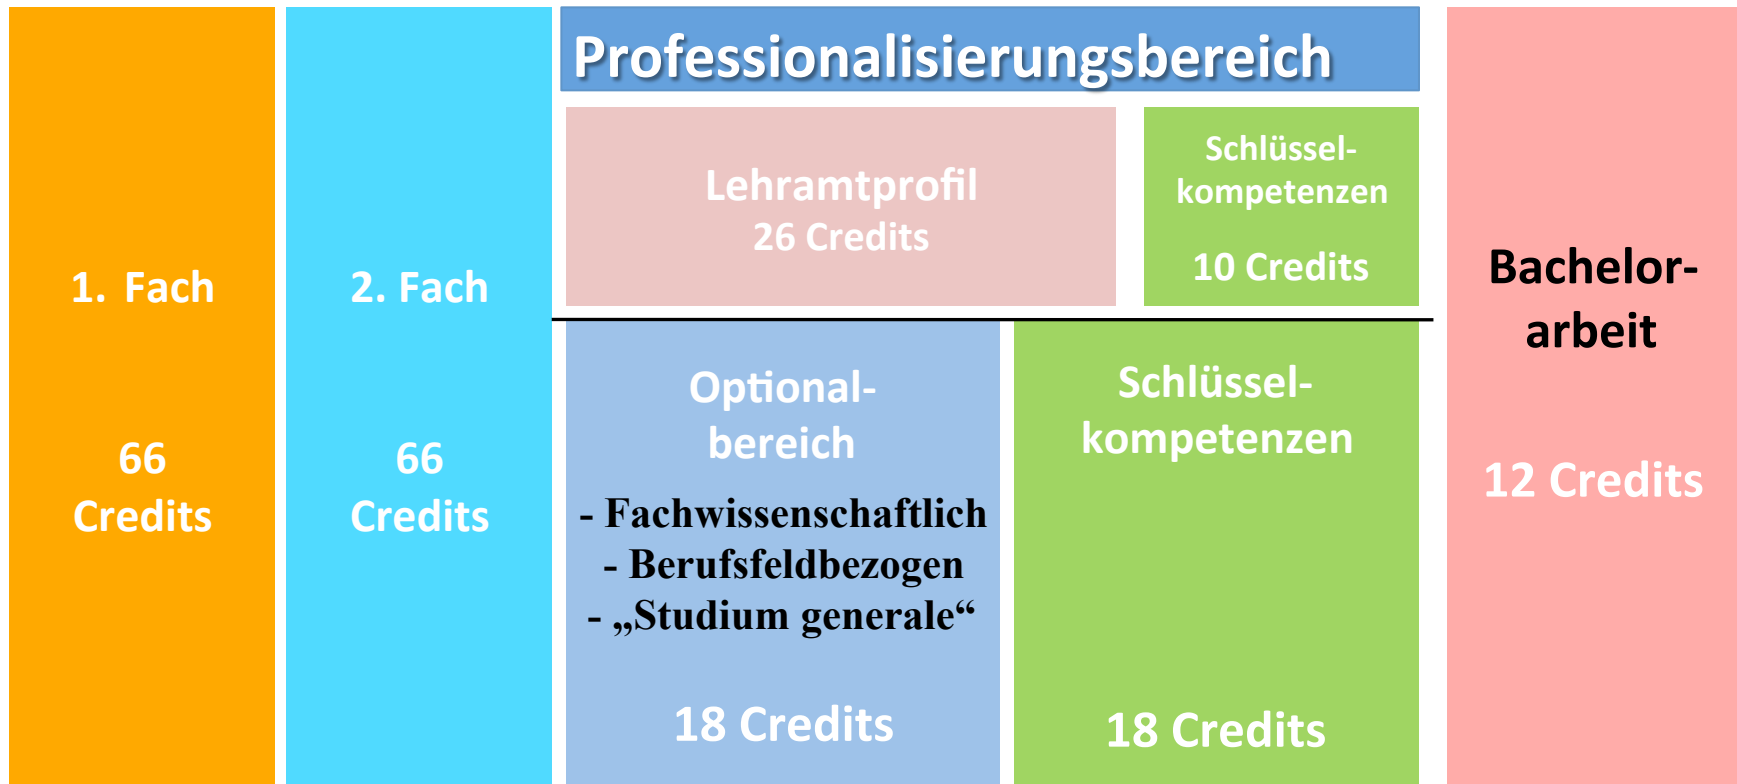 1. Fach
66
Credits
2. Fach
66
Credits
Professionalisierungsbereich
Lehramtprofil
26 Credits
Schlüssel-
kompetenzen
10 Credits
Optional-
bereich
- Fachwissenschaftlich
- Berufsfeldbezogen
- „Studium generale“
18 Credits
Schlüssel-
kompetenzen
18 Credits
Bachelor-
arbeit
12 Credits